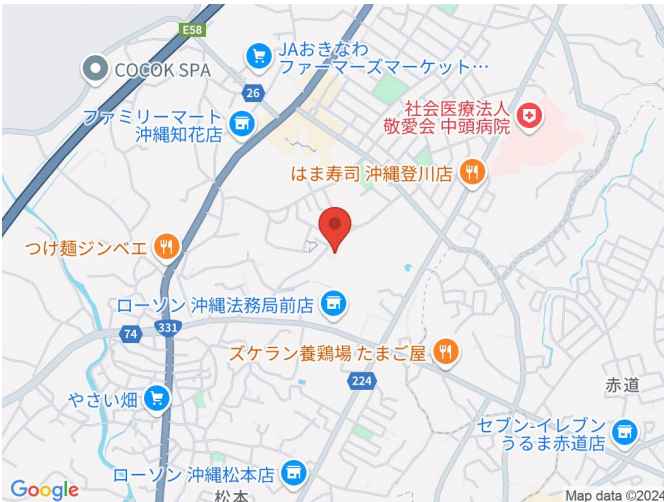 E58
JAおきなわ
ファーマーズマーケット…
COCOK SPA
26
ファミリーマート
沖縄知花店
社会医療法人
敬愛会 中頭病院
はま寿司 沖縄登川店
つけ麺ジンベエ
ローソン 沖縄法務局前店
74
331
ズケラン養鶏場 たまご屋
224
赤道
やさい畑
セブン-イレブン
うるま赤道店
ローソン 沖縄松本店
松本
Google
Map data ©2024